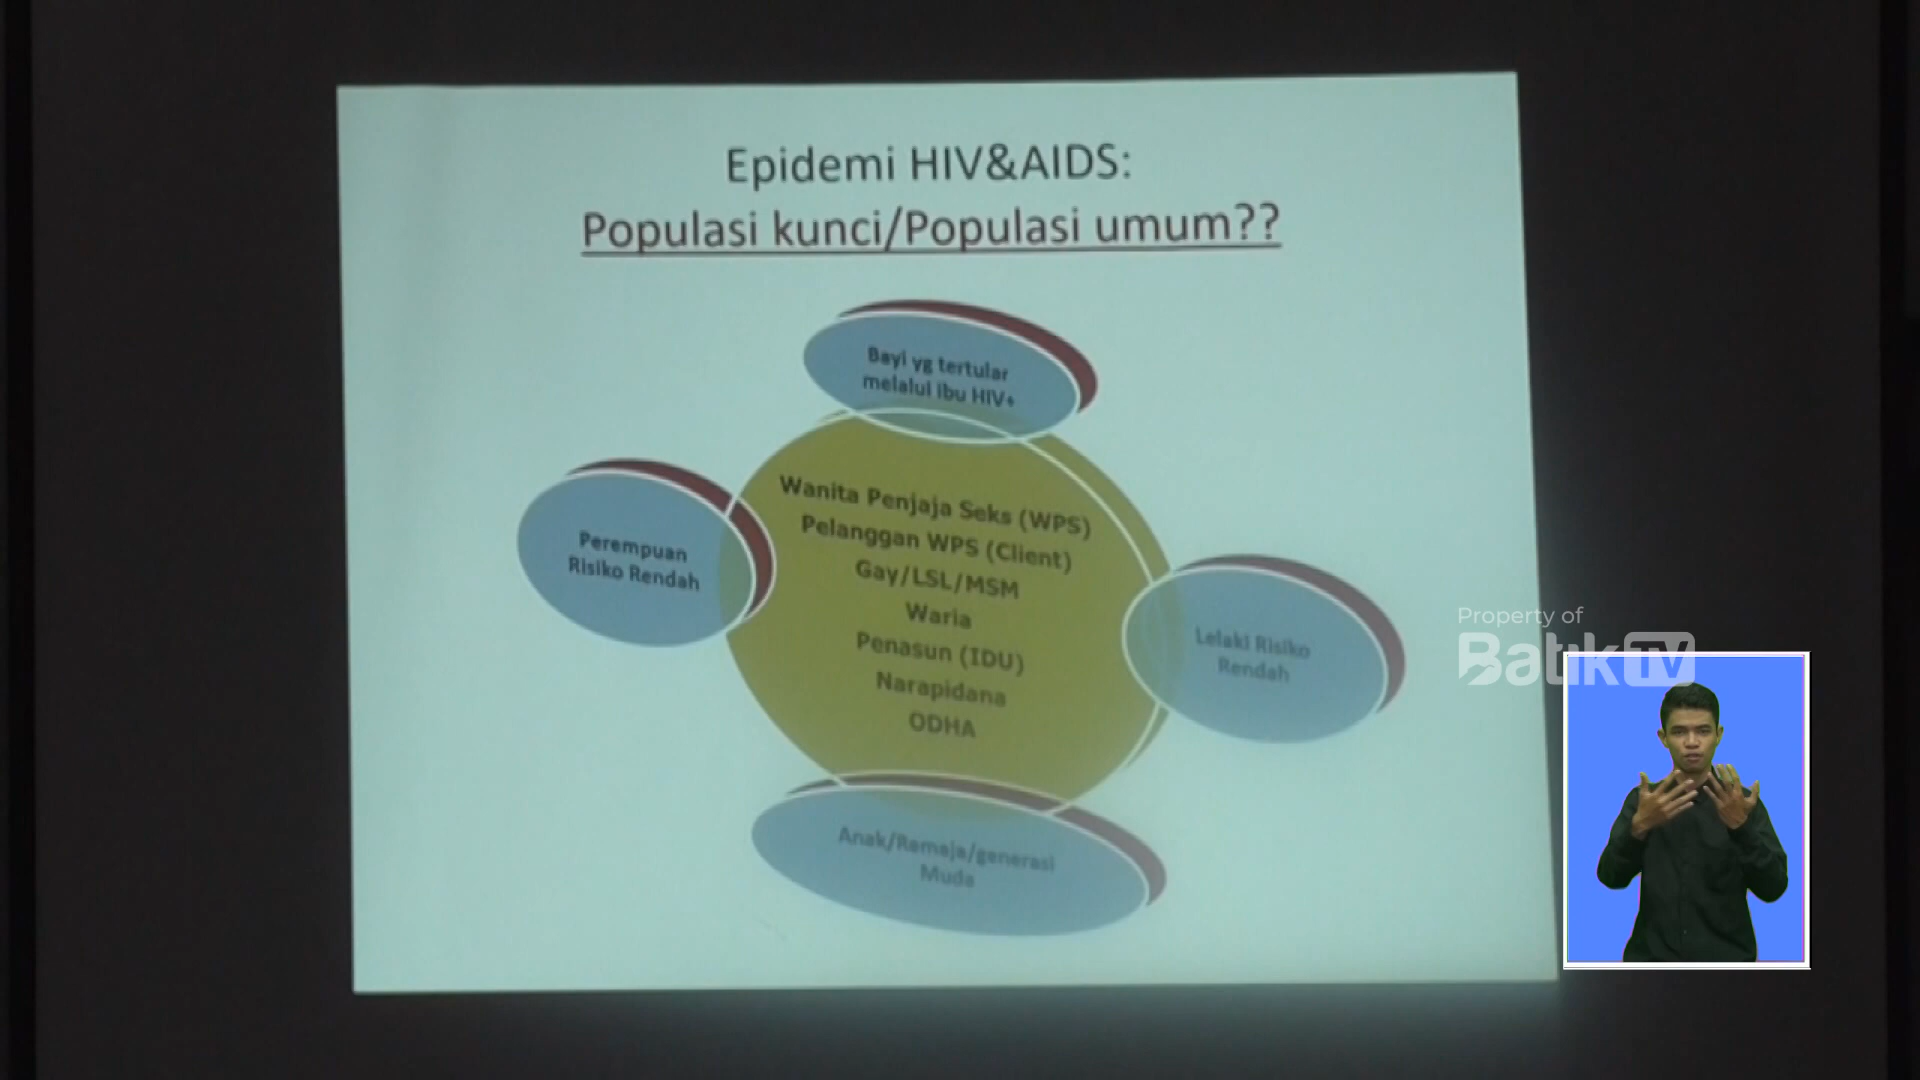 Epidemi HIV&AIDS:
Populasi kunci/Populasi umum??
Bayi yg tertular
melalui ibu HIV+
Wanita Penjaja Seks (WPS)
Pelanggan WPS (Client)
Gay/LSL/MSM
Waria
Penasun (IDU)
Narapidana
ODHA
Perempuan
Risiko Rendah
Lelaki Risiko
Rendah
Anak/Remaja/generasi
Muda
Property of
Batik TV